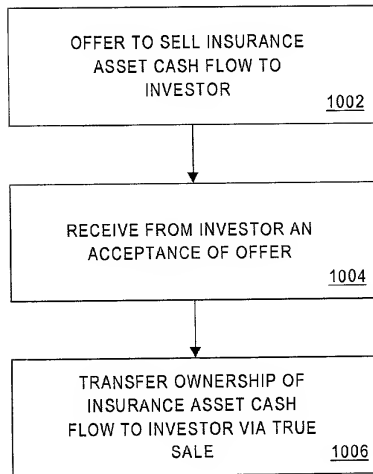 OFFER TO SELL INSURANCE
ASSET CASH FLOW TO
INVESTOR
1002
RECEIVE FROM INVESTOR AN
ACCEPTANCE OF OFFER
1004
TRANSFER OWNERSHIP OF
INSURANCE ASSET CASH
FLOW TO INVESTOR VIA TRUE
SALE
1006